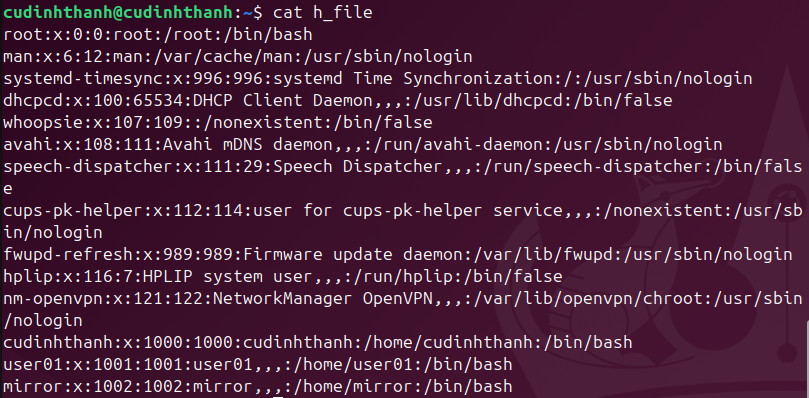 cudinhthanh@cudinhthanh:~$ cat h_file
root:x:0:0:root:/root:/bin/bash
man:x:6:12:man:/var/cache/man:/usr/sbin/nologin
systemd-timesync:x:996:996:systemd Time Synchronization:/:/usr/sbin/nologin
dhcpcd:x:100:65534:DHCP Client Daemon,,,:/usr/lib/dhcpcd:/bin/false
whoopsie:x:107:109::/nonexistent:/bin/false
avahi:x:108:111:Avahi mDNS daemon,,,:/run/avahi-daemon:/usr/sbin/nologin
speech-dispatcher:x:111:29:Speech Dispatcher,,,:/run/speech-dispatcher:/bin/fals
e
cups-pk-helper:x:112:114:user for cups-pk-helper service,,,:/nonexistent:/usr/sb
in/nologin
fwupd-refresh:x:989:989:Firmware update daemon:/var/lib/fwupd:/usr/sbin/nologin
hplip:x:116:7:HPLIP system user,,,:/run/hplip:/bin/false
nm-openvpn:x:121:122:NetworkManager OpenVPN,,,:/var/lib/openvpn/chroot:/usr/sbin
/nologin
cudinhthanh:x:1000:1000:cudinhthanh:/home/cudinhthanh:/bin/bash
user01:x:1001:1001:user01,,,:/home/user01:/bin/bash
mirror:x:1002:1002:mirror,,,:/home/mirror:/bin/bash